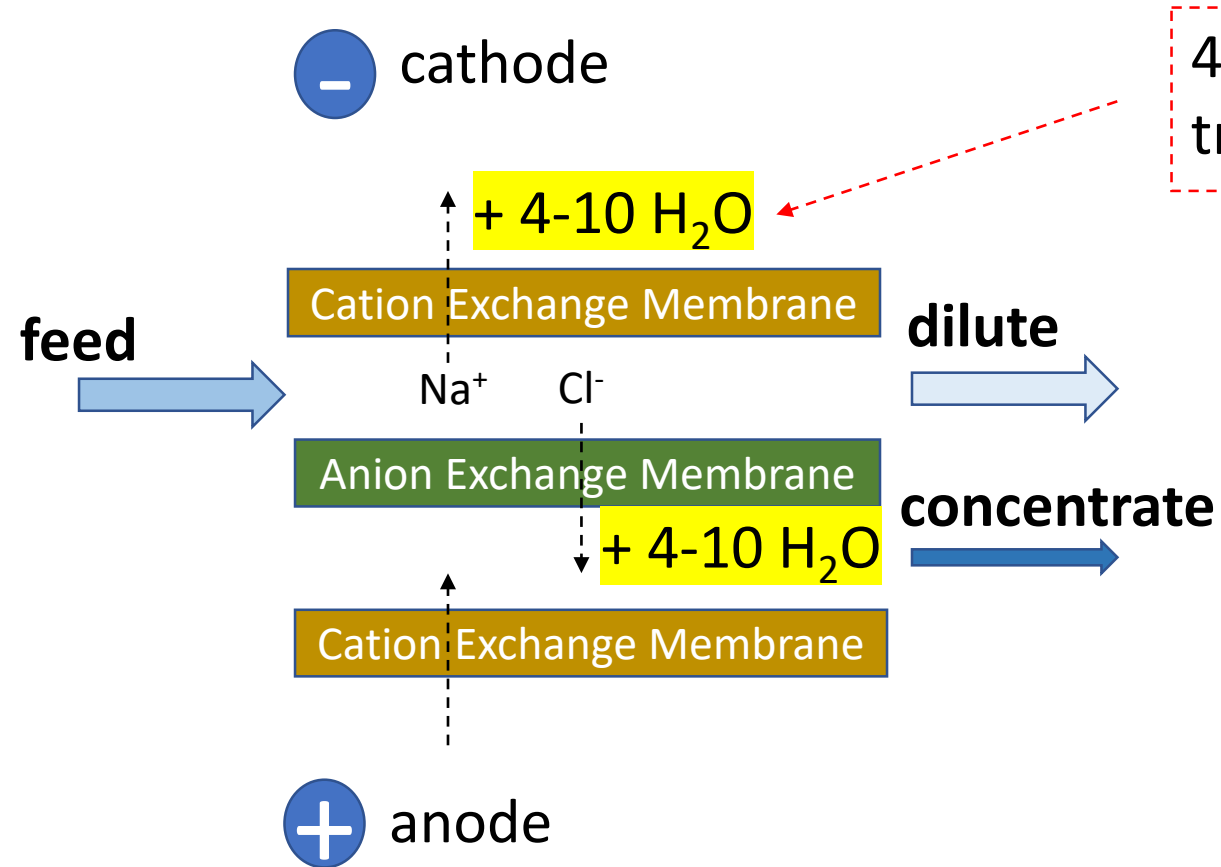 -
cathode
4
tr
+ 4-10 H₂O
Cation Exchange Membrane
feed
dilute
Na⁺
Cl⁻
Anion Exchange Membrane
concentrate
+ 4-10 H₂O
Cation Exchange Membrane
+
anode